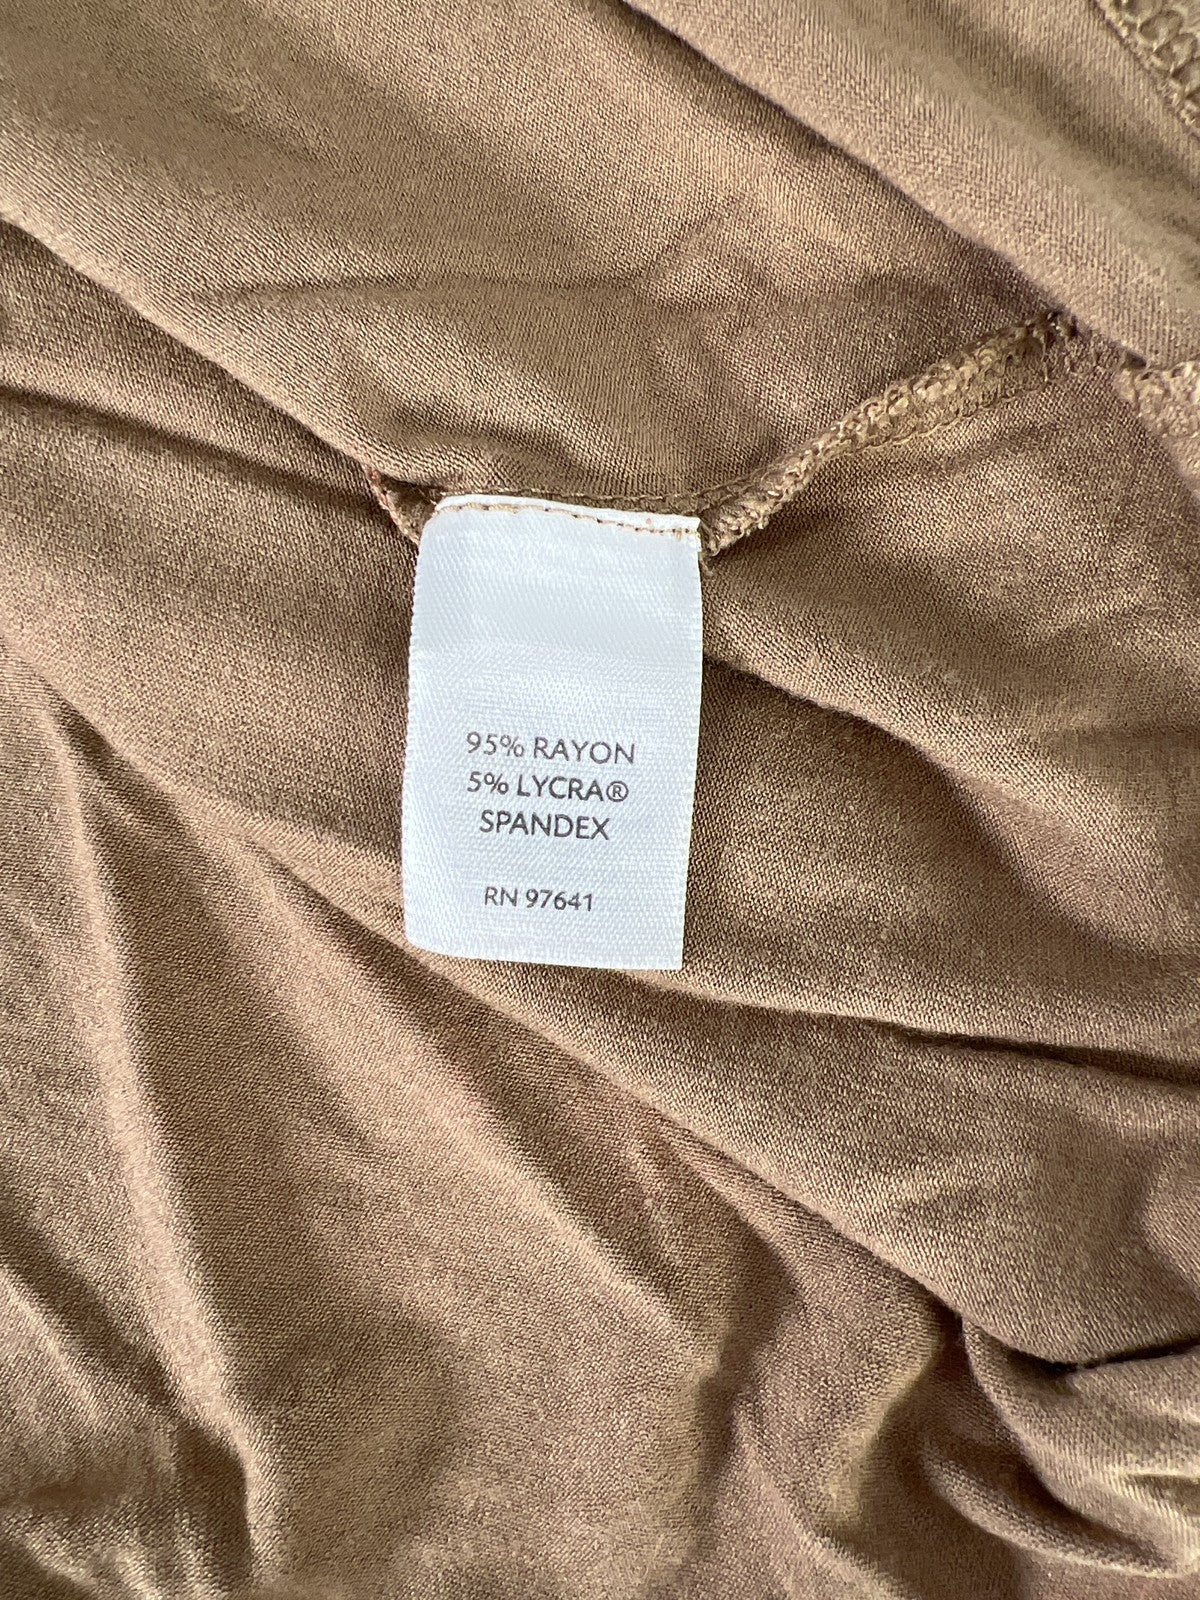 95% RAYON
5% LYCRA®
SPANDEX
RN 97641